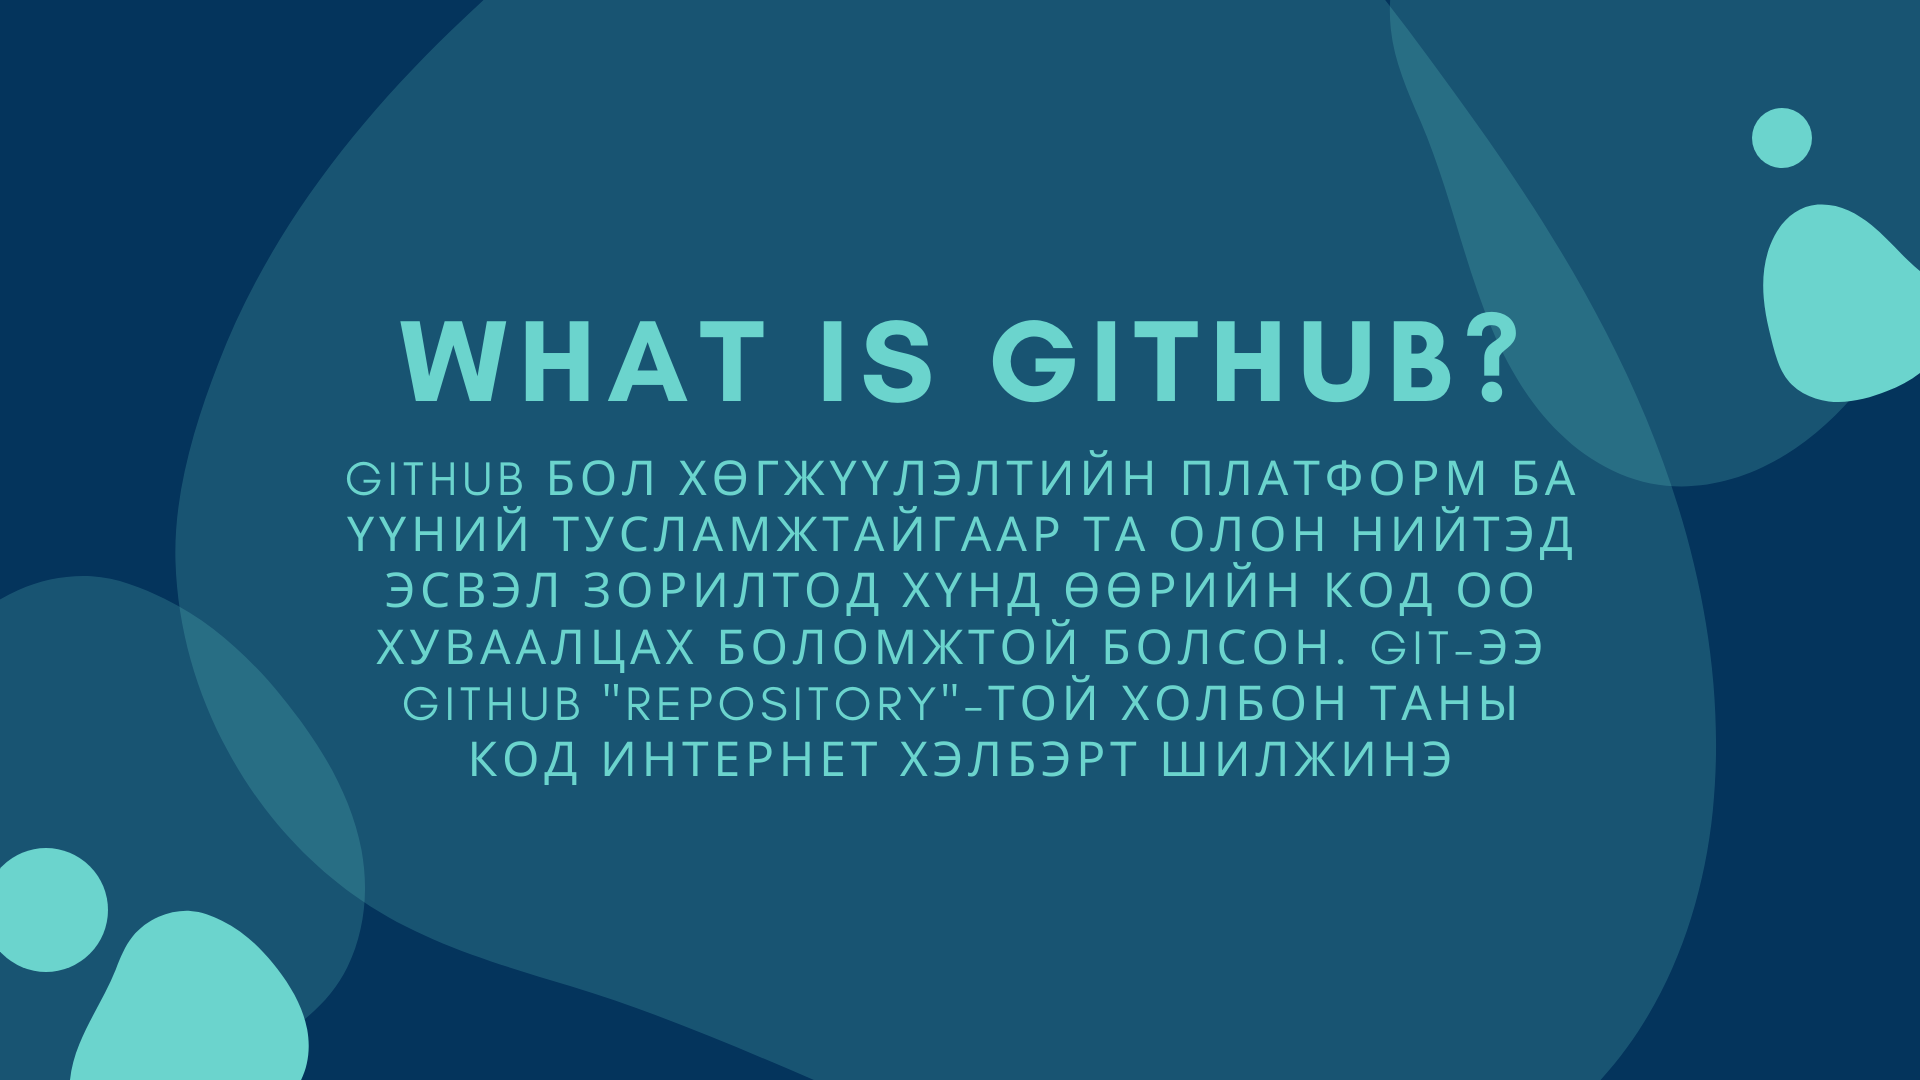 WHAT IS GITHUB?
GITHUB БОЛ ХӨГЖҮҮЛЭЛТИЙН ПЛАТФОРМ БА
ҮҮНИЙ ТУСЛАМЖТАЙГААР ТА ОЛОН НИЙТЭД
ЭСВЭЛ ЗОРИЛТОД ХҮНД ӨӨРИЙН КОД ОО
ХУВААЛЦАХ БОЛОМЖТОЙ БОЛСОН. GIT-ЭЭ
GITHUB "REPOSITORY"-ТОЙ ХОЛБОН ТАНЫ
КОД ИНТЕРНЕТ ХЭЛБЭРТ ШИЛЖИНЭ